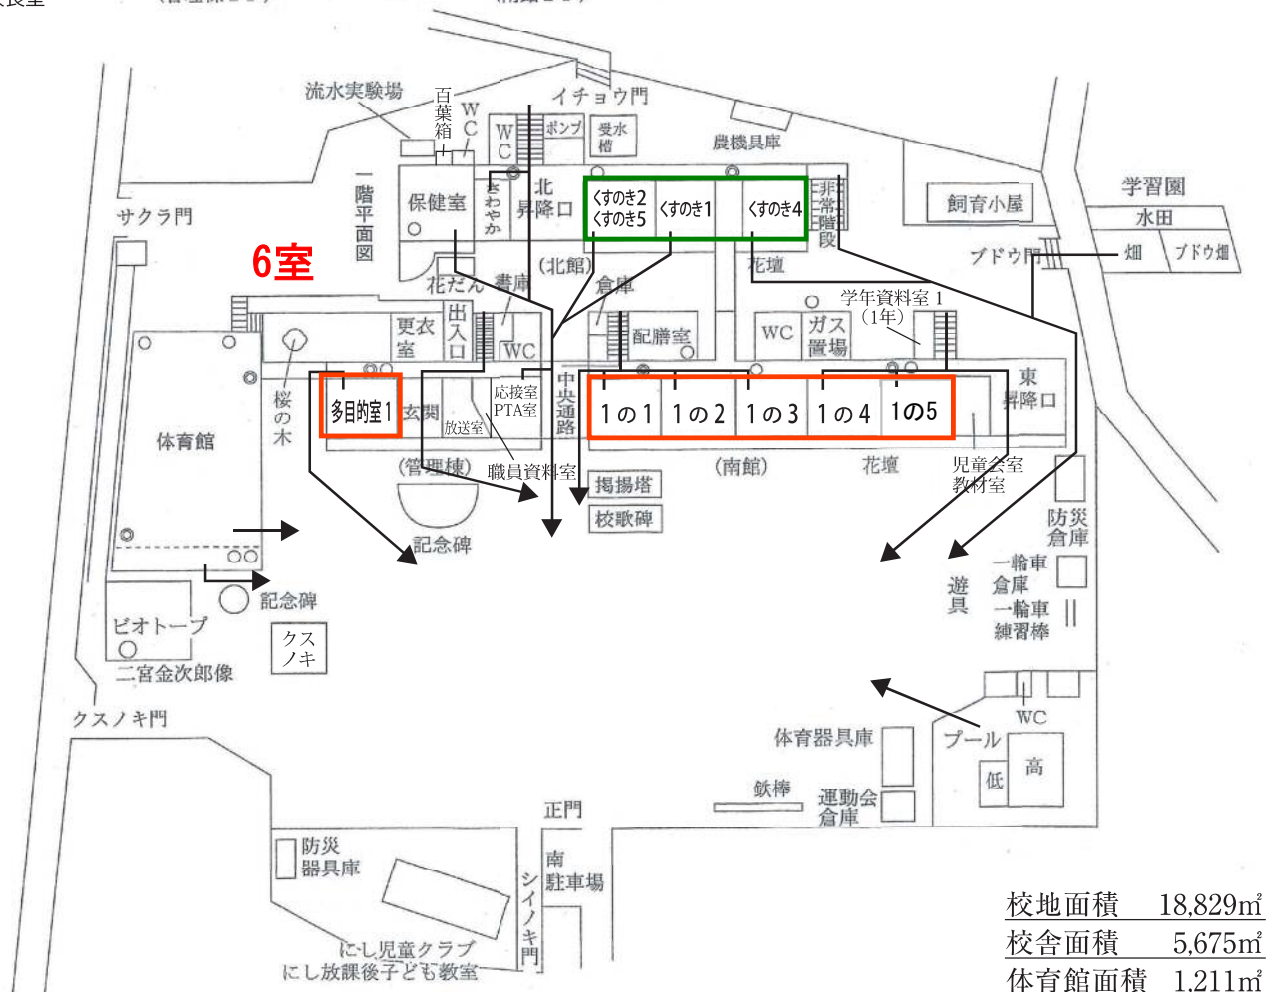 流水実験場
百葉箱
WC
WC
ポンプ
受水
槽
イチョウ門
農機具庫
一階平面図
保健室
さわやか
北
昇降口
くすのき2
くすのき5
くすのき1
くすのき4
非常階段
飼育小屋
学習園
水田
畑
ブドウ畑
ブドウ門
サクラ門
6室
(北館)
花壇
花だん
書庫
倉庫
学年資料室 1
(1年)
更衣
室
出入口
WC
配膳室
WC
ガス
置場
桜の木
体育館
多目的室 1
玄関
放送室
応接室
PTA室
中央通路
1 の 1
1 の 2
1 の 3
1 の 4
1の5
東
昇降口
(管理棟)
職員資料室
(南館)
花壇
児童会室
教材室
掲揚塔
校歌碑
記念碑
防災
倉庫
一輪車
倉庫
一輪車
練習棒
遊具
記念碑
ビオトープ
クス
ノキ
二宮金次郎像
クスノキ門
WC
プール
低
高
体育器具庫
鉄棒
運動会
倉庫
正門
防災
器具庫
南
駐車場
シイノキ門
にし児童クラブ
にし放課後子ども教室
校地面積 18,829㎡
校舎面積 5,675㎡
体育館面積 1,211㎡